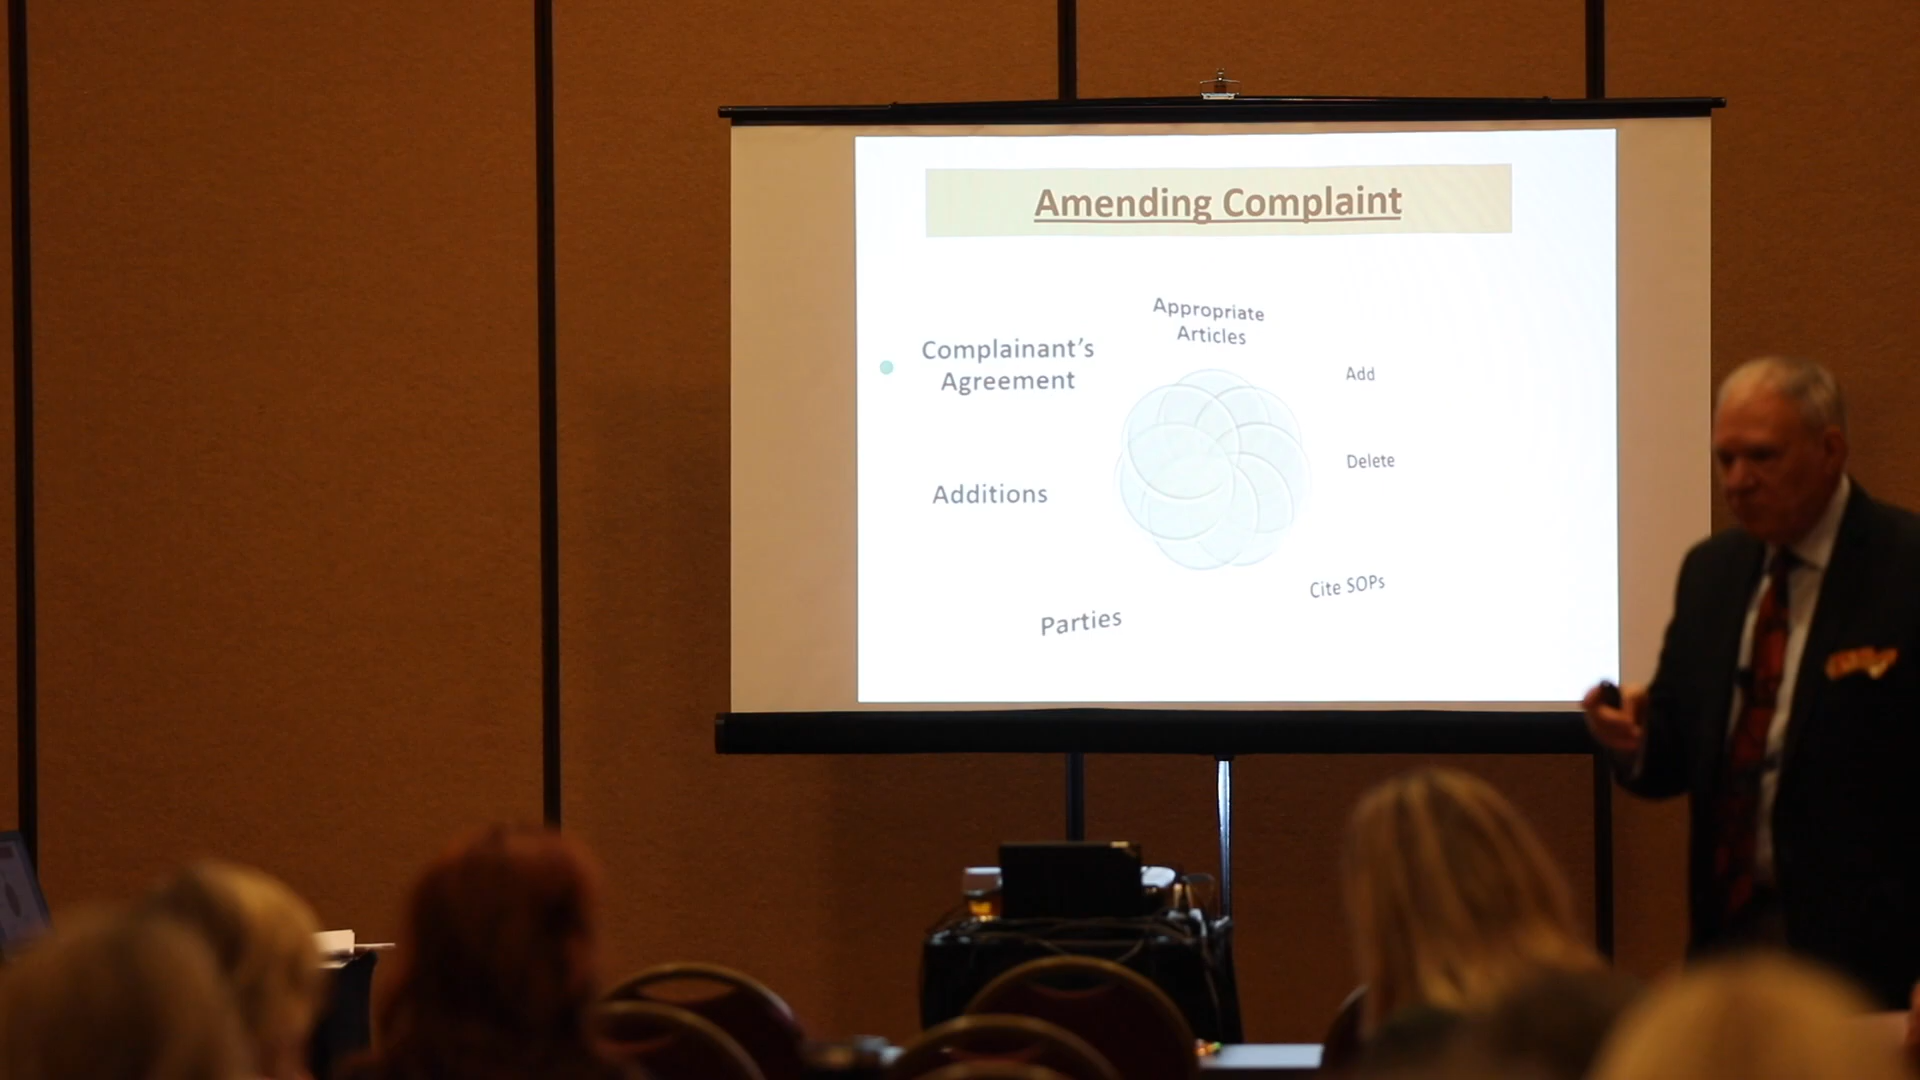 Amending Complaint
Appropriate
Articles
Complainant's
Agreement
Add
Delete
Additions
Cite SOPs
Parties